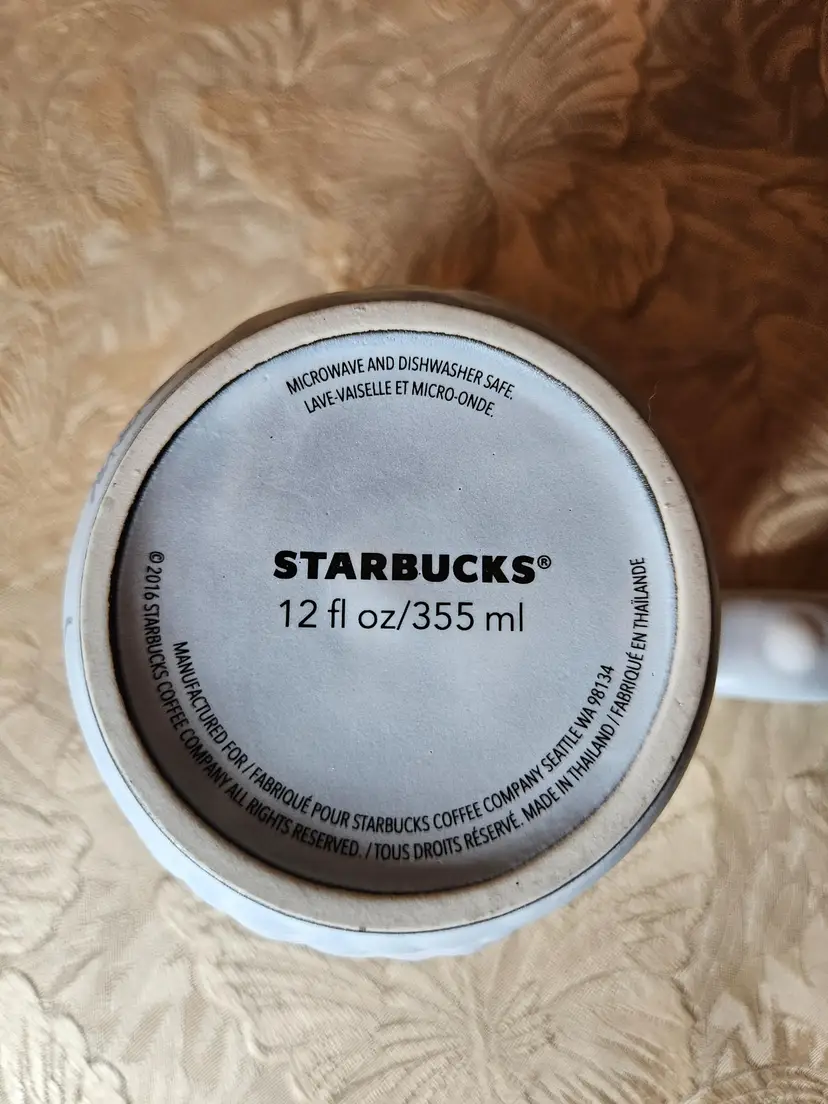 MICROWAVE AND DISHWASHER SAFE.
LAVE-VAISELLE ET MICRO-ONDE.
STARBUCKS®
12 fl oz/355 ml
MANUFACTURED FOR / FABRIQUÉ POUR STARBUCKS COFFEE COMPANY SEATTLE WA 98134
© 2016 STARBUCKS COFFEE COMPANY ALL RIGHTS RESERVED. / TOUS DROITS RÉSERVÉ. MADE IN THAILAND / FABRIQUÉ EN THAÏLANDE